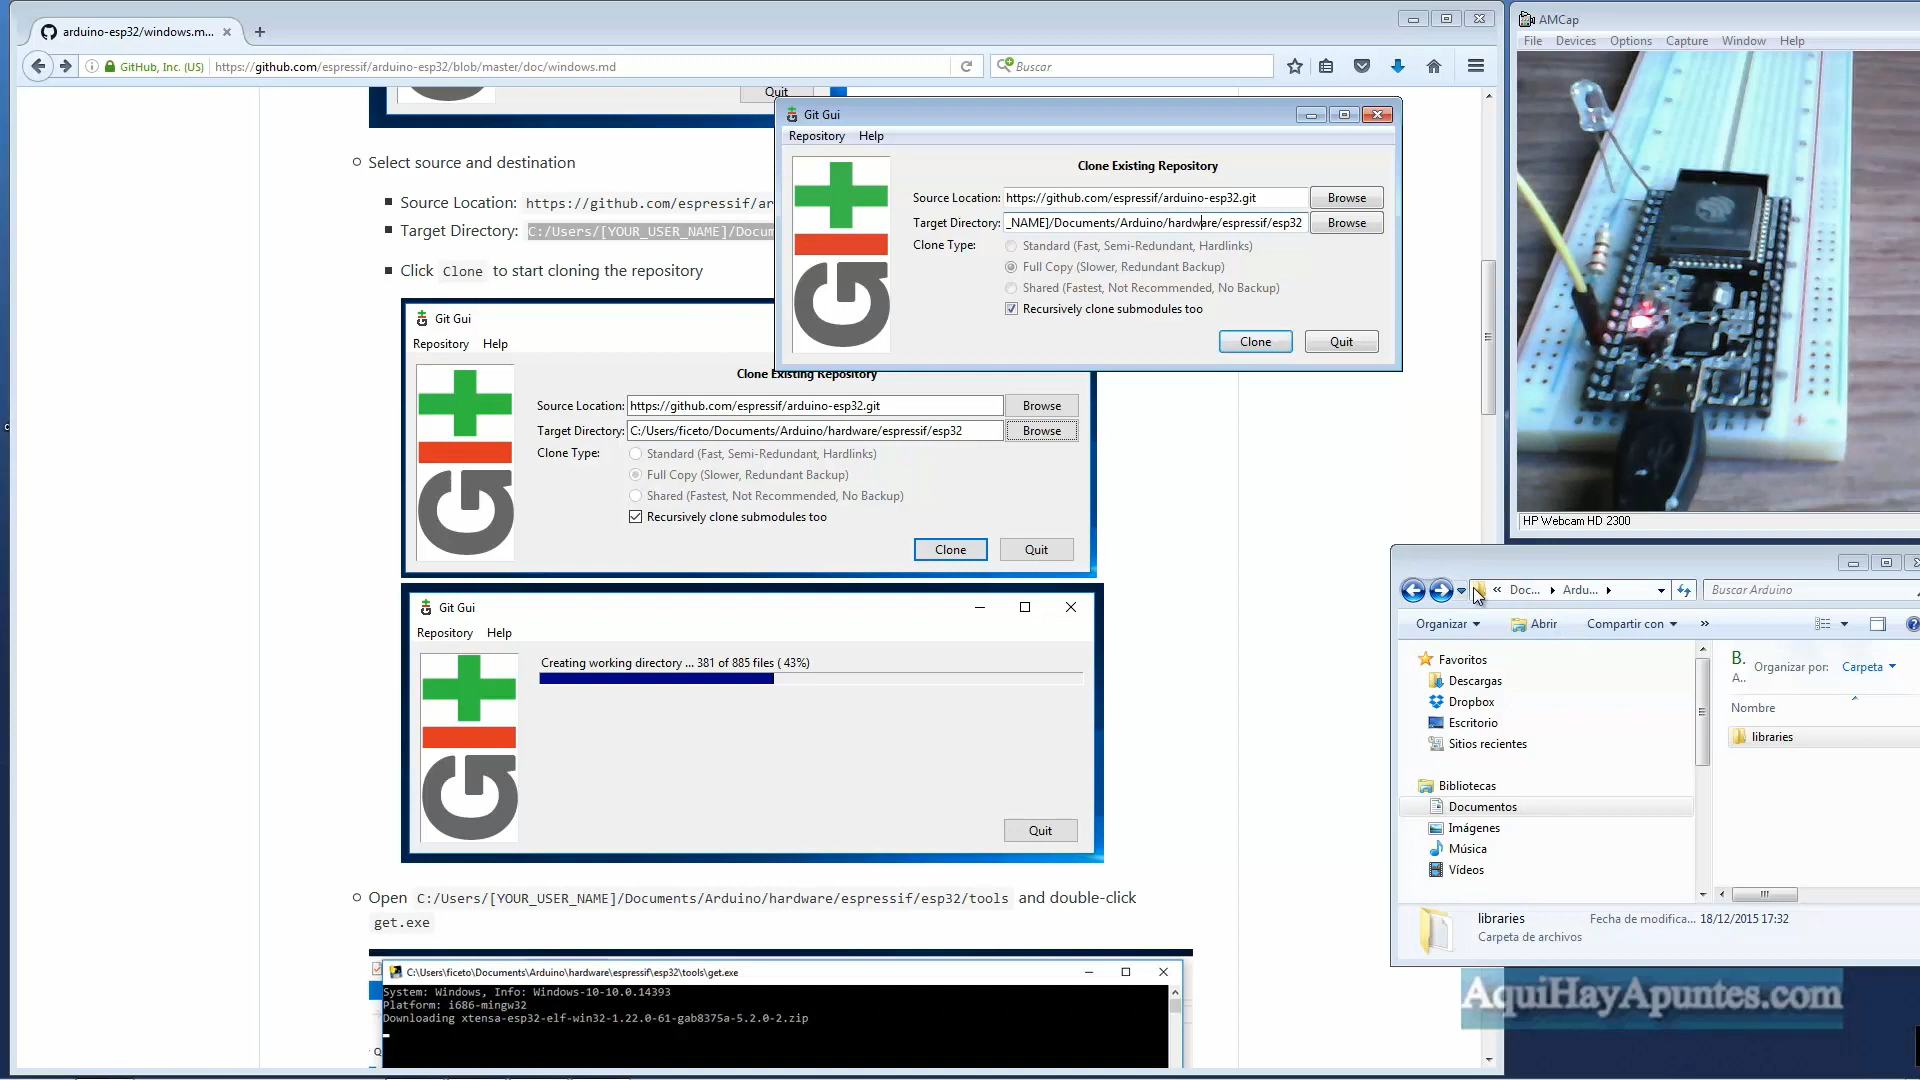 arduino-esp32/windows.m...
GitHub, Inc. (US)
https://github.com/espressif/arduino-esp32/blob/master/doc/windows.md
Buscar
Quit
Select source and destination
Source Location: https://github.com/espressif/ar
Target Directory: C:/Users/[YOUR_USER_NAME]/Docum
Click Clone to start cloning the repository
Git Gui
Repository Help
Clone Existing Repository
Source Location: https://github.com/espressif/arduino-esp32.git Browse
Target Directory: _NAME]/Documents/Arduino/hardware/espressif/esp32 Browse
Clone Type: Standard (Fast, Semi-Redundant, Hardlinks)
Full Copy (Slower, Redundant Backup)
Shared (Fastest, Not Recommended, No Backup)
Recursively clone submodules too
Clone Quit
Git Gui
Repository Help
Clone Existing Repository
Source Location: https://github.com/espressif/arduino-esp32.git Browse
Target Directory: C:/Users/ficeto/Documents/Arduino/hardware/espressif/esp32 Browse
Clone Type: Standard (Fast, Semi-Redundant, Hardlinks)
Full Copy (Slower, Redundant Backup)
Shared (Fastest, Not Recommended, No Backup)
Recursively clone submodules too
Clone Quit
Git Gui
Repository Help
Creating working directory ... 381 of 885 files ( 43%)
Quit
Open C:/Users/[YOUR_USER_NAME]/Documents/Arduino/hardware/espressif/esp32/tools and double-click
get.exe
C:\Users\ficeto\Documents\Arduino\hardware\espressif\esp32\tools\get.exe
System: Windows, Info: Windows-10-10.0.14393
Platform: i686-mingw32
Downloading xtensa-esp32-elf-win32-1.22.0-61-gab8375a-5.2.0-2.zip
AMCap
File Devices Options Capture Window Help
HP Webcam HD 2300
« Doc... Ardu... Buscar Arduino
Organizar Abrir Compartir con »
Favoritos
Descargas
Dropbox
Escritorio
Sitios recientes
Bibliotecas
Documentos
Imágenes
Música
Vídeos
B.
A..
Organizar por: Carpeta
Nombre
libraries
libraries Fecha de modifica... 18/12/2015 17:32
Carpeta de archivos
AquiHayApuntes.com